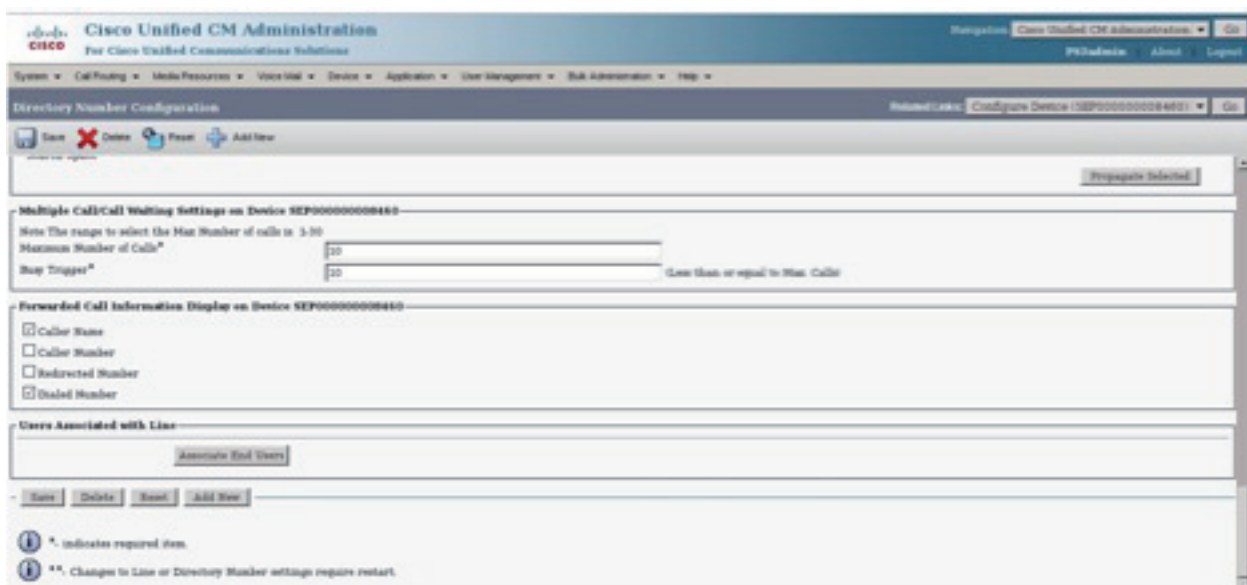 CISCO
Cisco Unified CM Administration
For Cisco Unified Communications Solutions
Navigation Cisco Unified CM Administration Go
About Logout
System Call Routing Media Resources Voice Mail Device Application User Management Bulk Administration Help
Directory Number Configuration
Related Links: Configure Device (SEP000000008460) Go
Save Delete Reset Add New
Propagate Selected
Multiple Call/Call Waiting Settings on Device SEP000000008460
Note The range to select the Max Number of calls is
Maximum Number of Calls* 10
Busy Trigger* 10 (Less than or equal to Max. Calls)
Forwarded Call Information Display on Device SEP000000008460
Caller Name
Caller Number
Redirected Number
Dialed Number
Users Associated with Line
Associate End Users
Save Delete Reset Add New
*- indicates required item.
**- Changes to Line or Directory Number settings require restart.